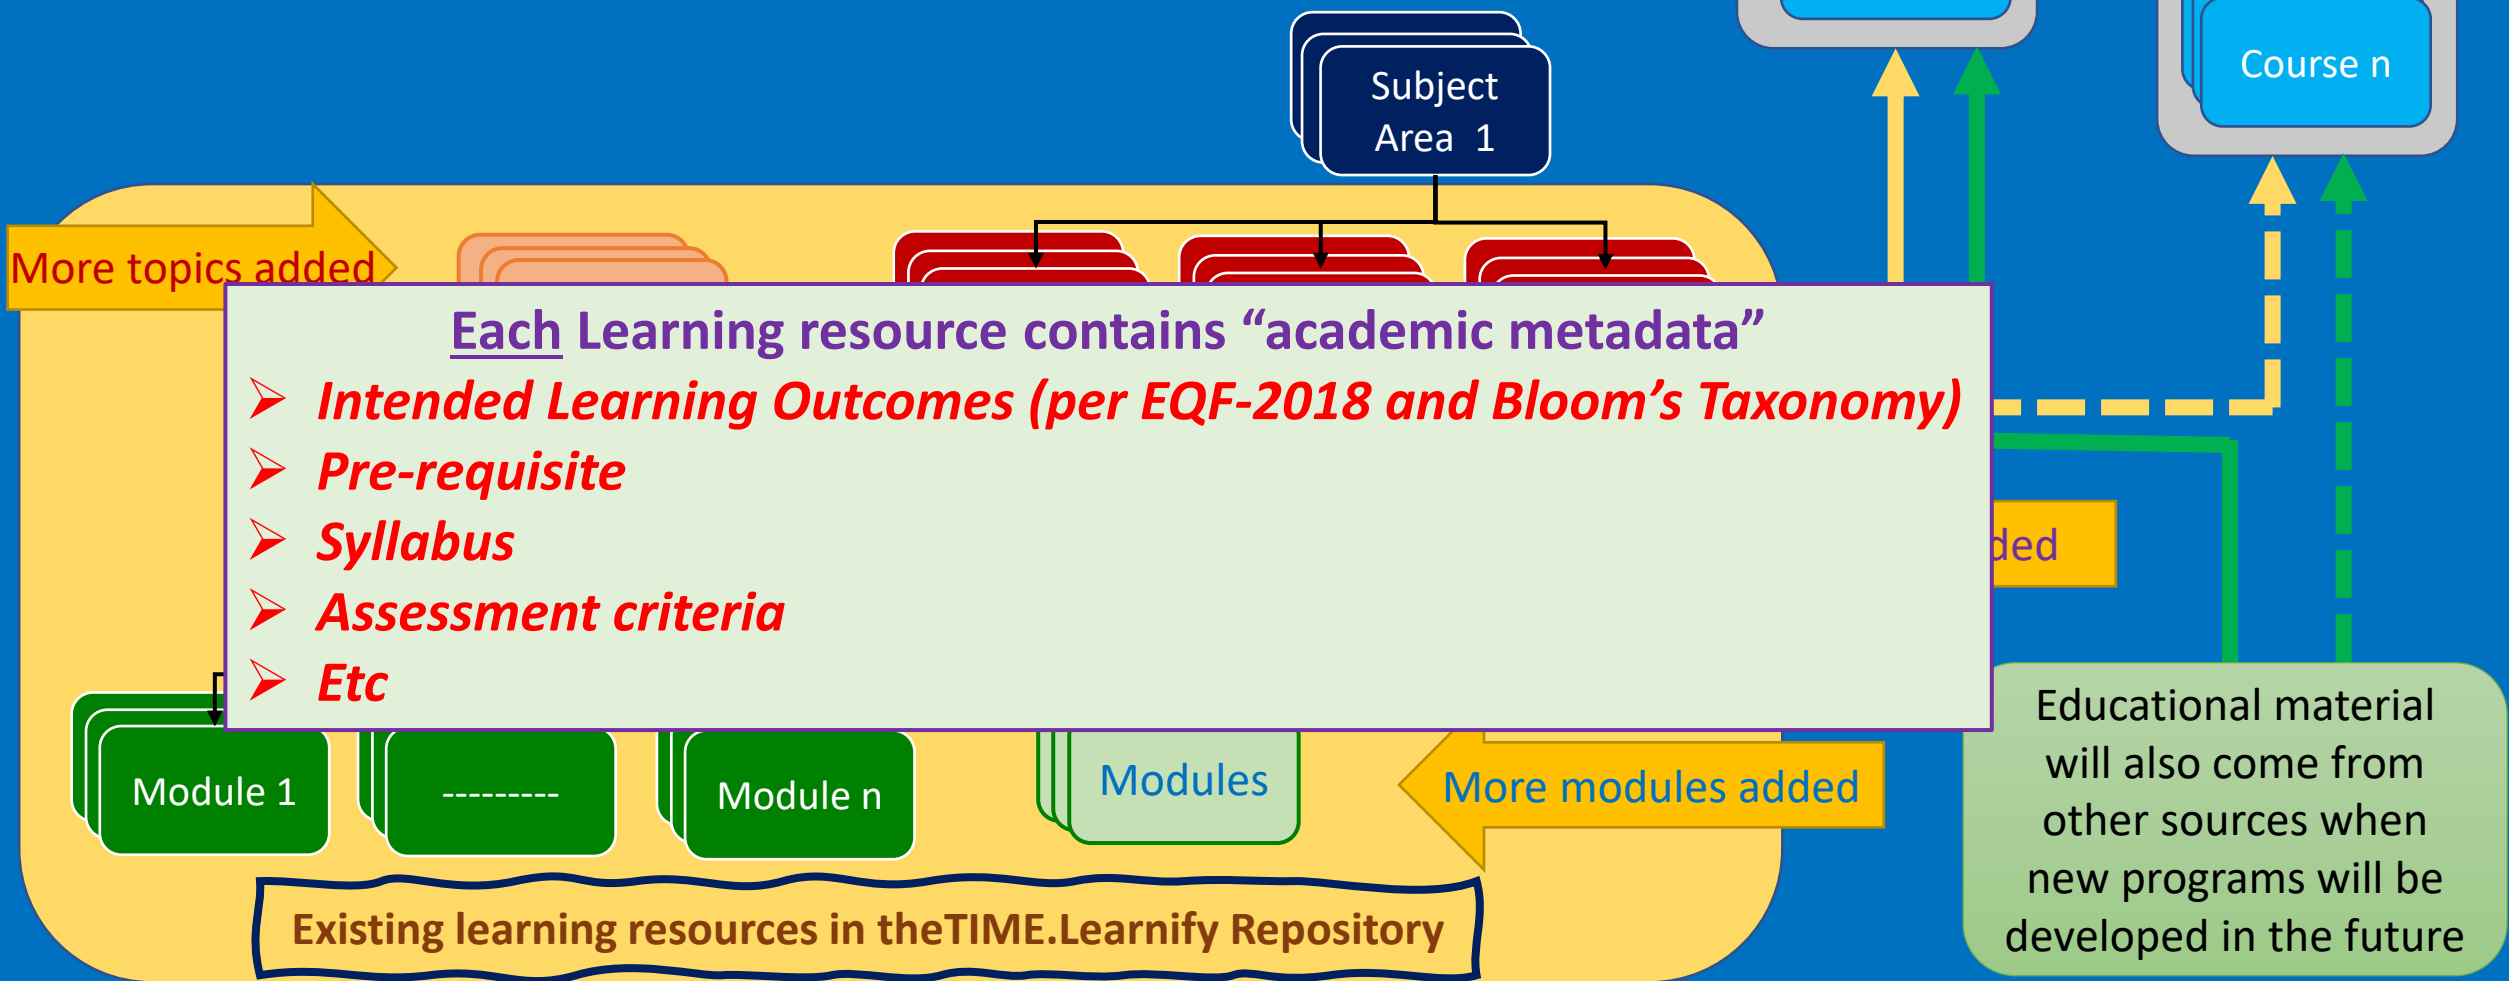 Course n
Subject
Area 1
More topics added
Each Learning resource contains “academic metadata”
➢ Intended Learning Outcomes (per EQF-2018 and Bloom’s Taxonomy)
➢ Pre-requisite
➢ Syllabus
➢ Assessment criteria
➢ Etc
Module 1
---------
Module n
Modules
More modules added
Educational material
will also come from
other sources when
new programs will be
developed in the future
Existing learning resources in theTIME.Learnify Repository